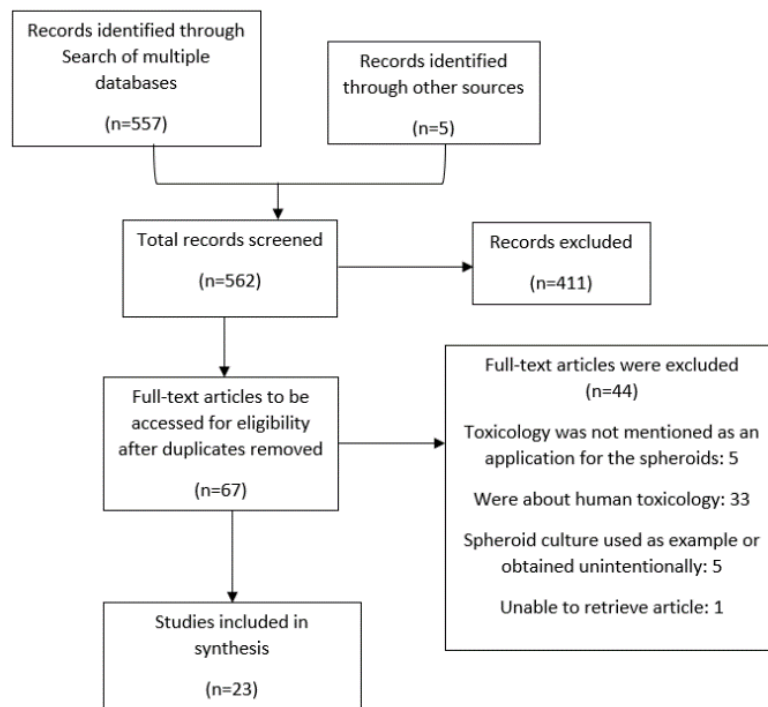 Records identified through
Search of multiple
databases
(n=557)
Records identified
through other sources
(n=5)
Total records screened
(n=562)
Records excluded
(n=411)
Full-text articles to be
accessed for eligibility
after duplicates removed
(n=67)
Full-text articles were excluded
(n=44)
Toxicology was not mentioned as an
application for the spheroids: 5
Were about human toxicology: 33
Spheroid culture used as example or
obtained unintentionally: 5
Unable to retrieve article: 1
Studies included in
synthesis
(n=23)